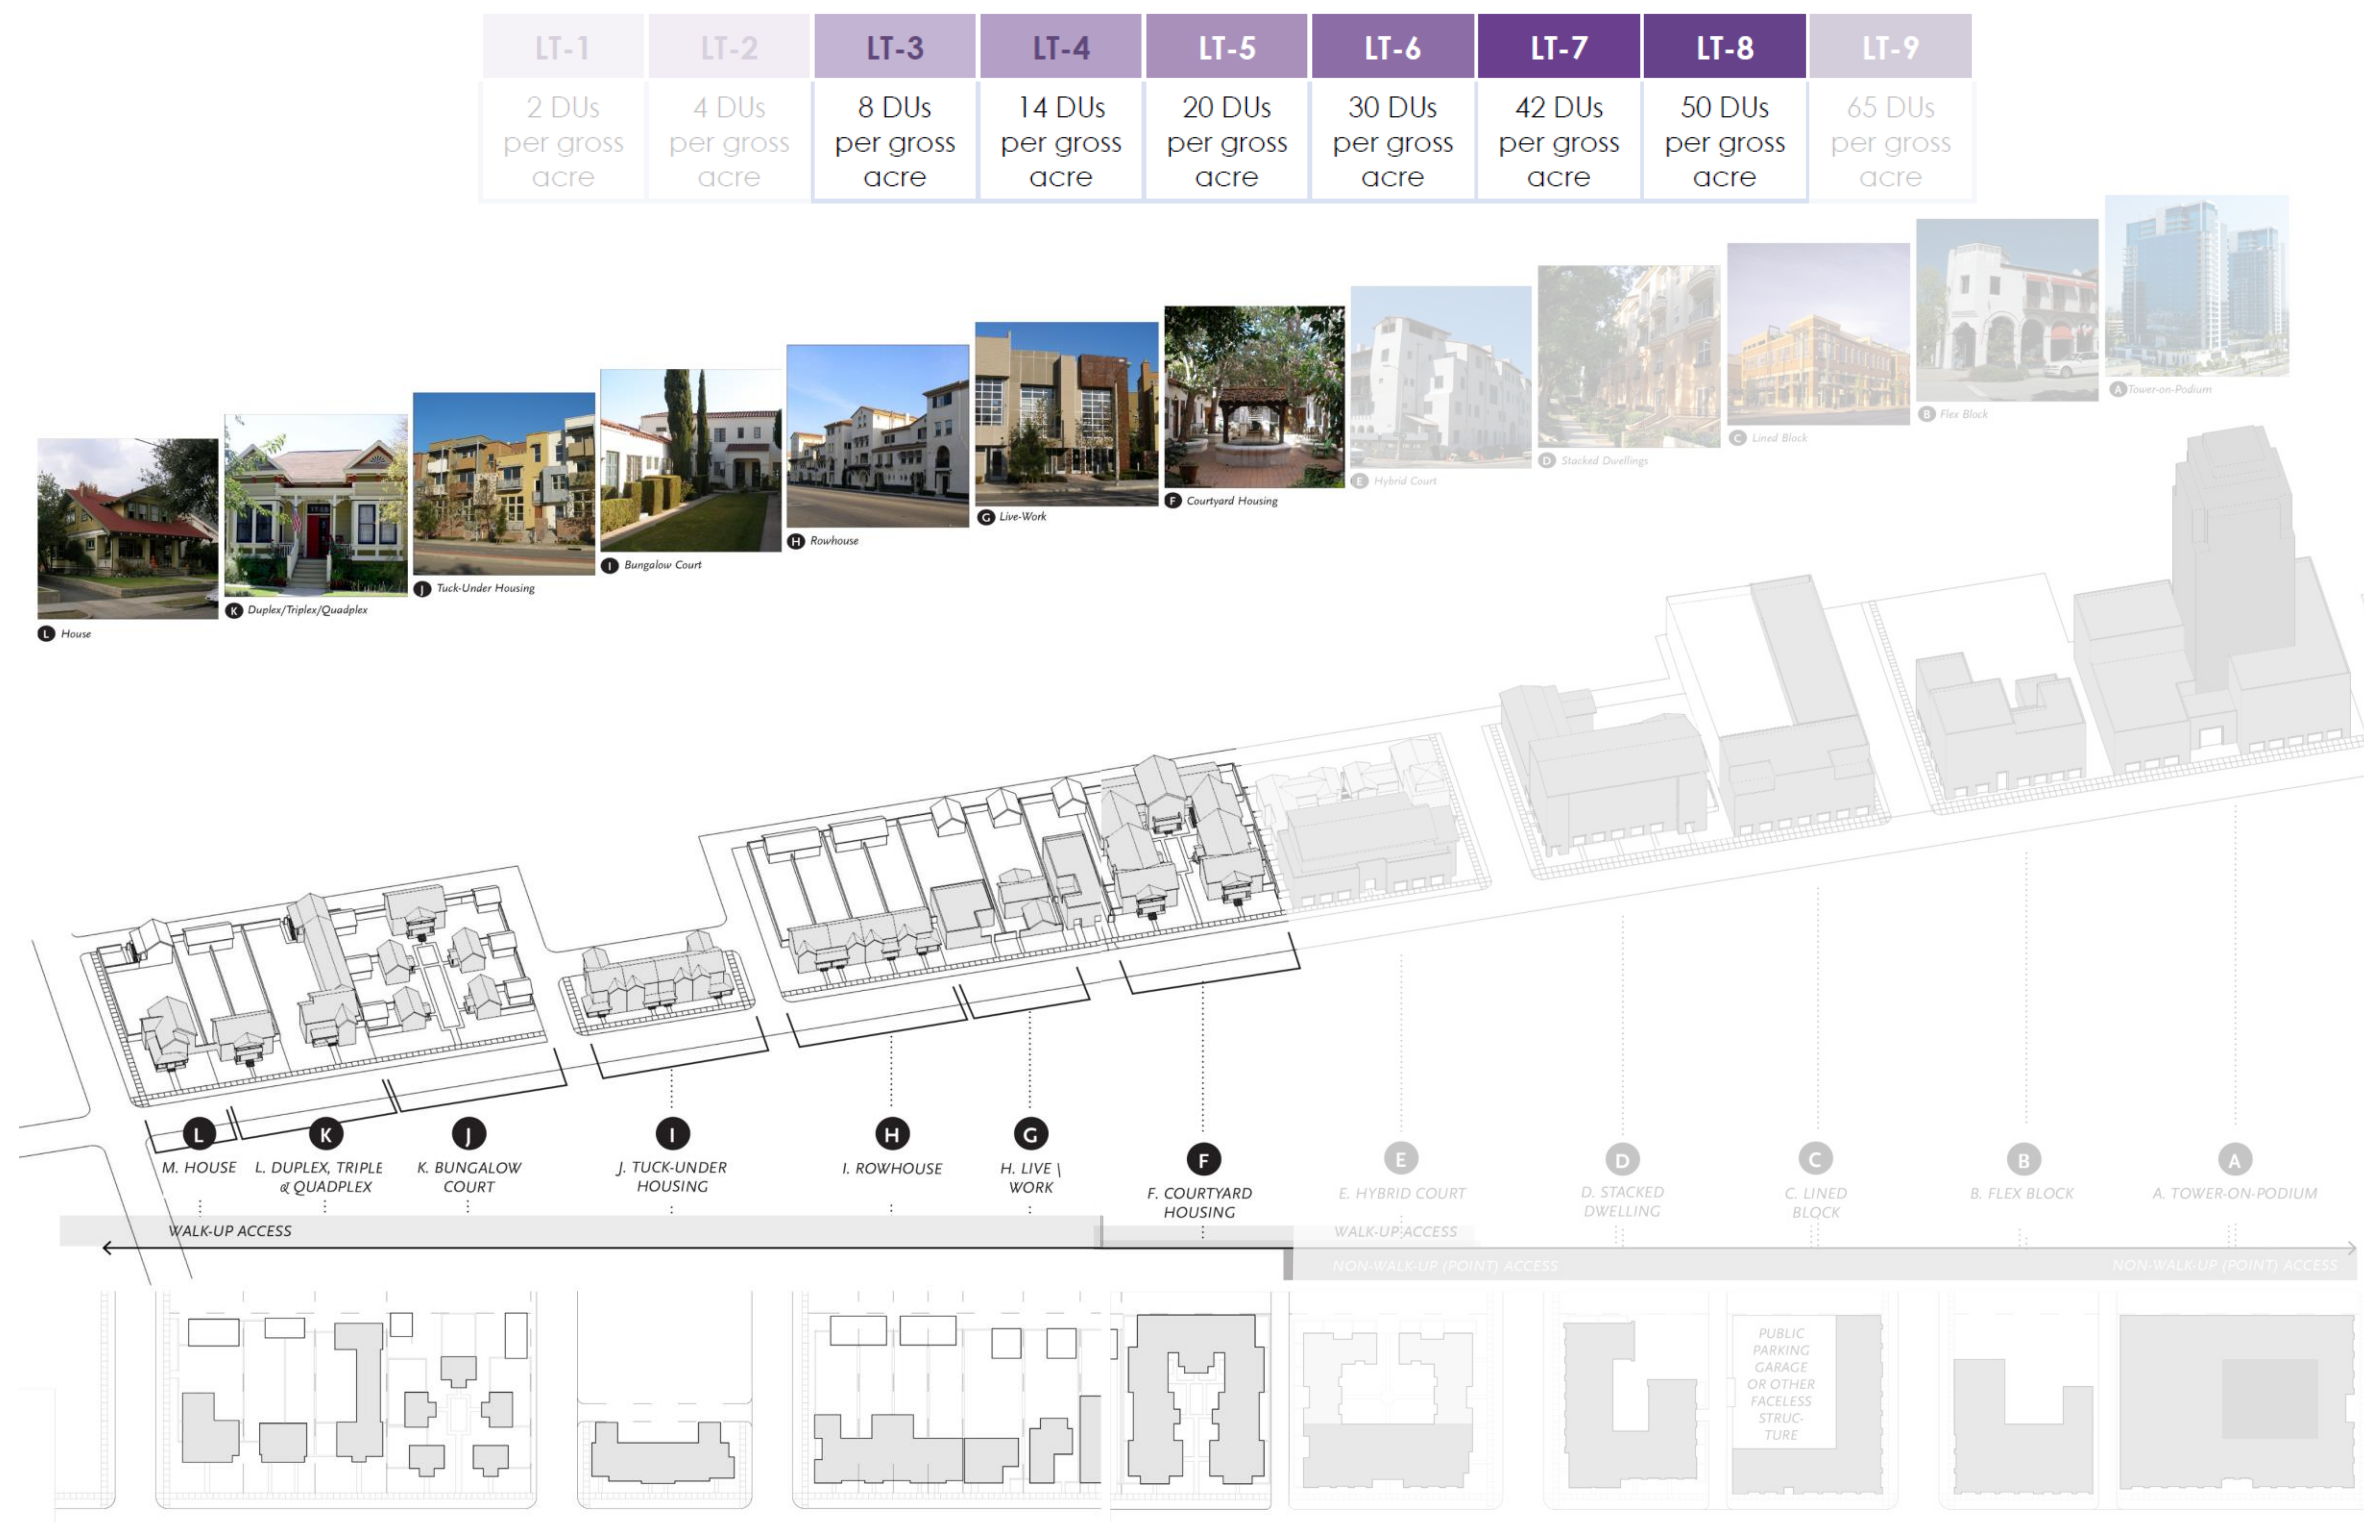 LT-1 LT-2 LT-3 LT-4 LT-5 LT-6 LT-7 LT-8 LT-9
2 DUs per gross acre
4 DUs per gross acre
8 DUs per gross acre
14 DUs per gross acre
20 DUs per gross acre
30 DUs per gross acre
42 DUs per gross acre
50 DUs per gross acre
65 DUs per gross acre
A Tower-on-Podium
B Flex Block
C Lined Block
D Stacked Dwellings
E Hybrid Court
F Courtyard Housing
G Live-Work
H Rowhouse
I Bungalow Court
J Tuck-Under Housing
K Duplex/Triplex/Quadplex
L House
L
M. HOUSE
K
L. DUPLEX, TRIPLE
& QUADPLEX
J
K. BUNGALOW
COURT
I
J. TUCK-UNDER
HOUSING
H
I. ROWHOUSE
G
H. LIVE \
WORK
F
F. COURTYARD
HOUSING
E
E. HYBRID COURT
D
D. STACKED
DWELLING
C
C. LINED
BLOCK
B
B. FLEX BLOCK
A
A. TOWER-ON-PODIUM
WALK-UP ACCESS
WALK-UP ACCESS
NON-WALK-UP (POINT) ACCESS
NON-WALK-UP (POINT) ACCESS
PUBLIC
PARKING
GARAGE
OR OTHER
FACELESS
STRUC-
TURE